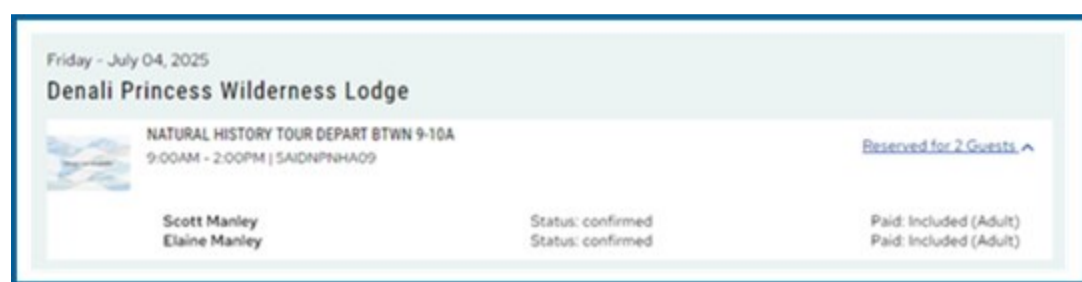 Friday - July 04, 2025
Denali Princess Wilderness Lodge
NATURAL HISTORY TOUR DEPART BTWN 9-10A
9:00AM - 2:00PM | SAIDNPNHA09
Reserved for 2 Guests
Scott Manley Status: confirmed Paid: Included (Adult)
Elaine Manley Status: confirmed Paid: Included (Adult)